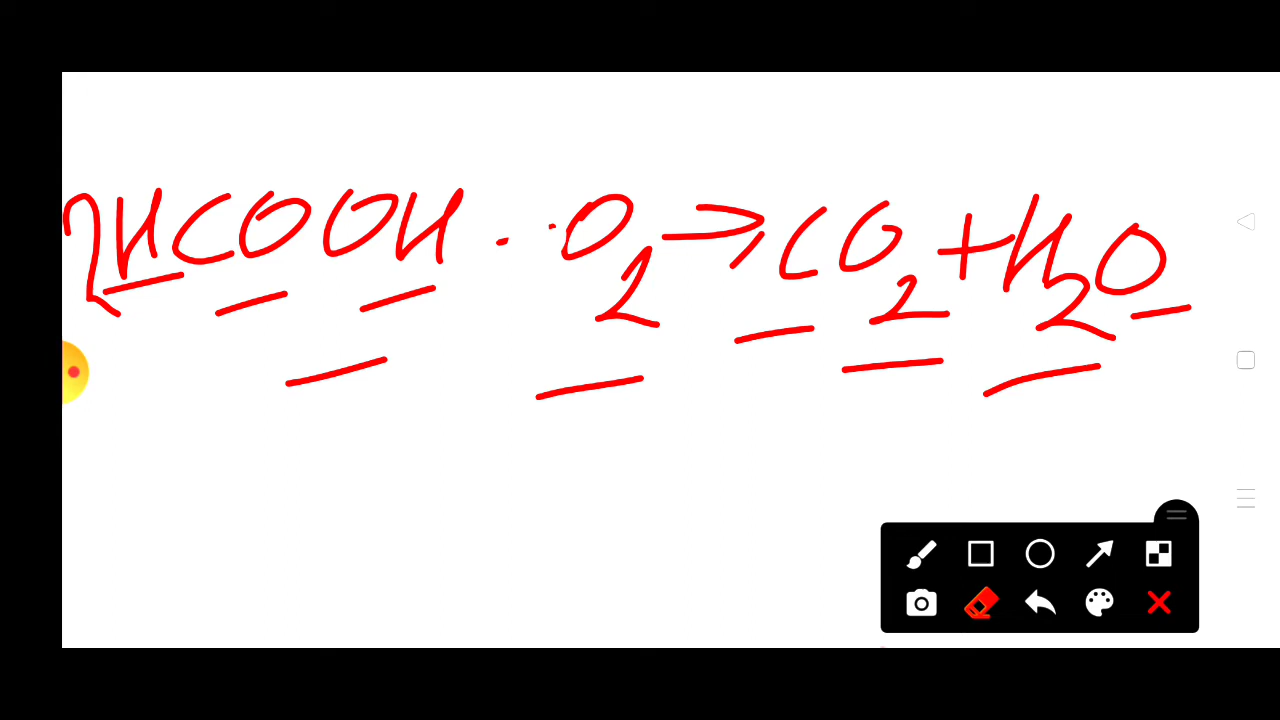 2HCOOH · · O₂ → CO₂ + H₂O